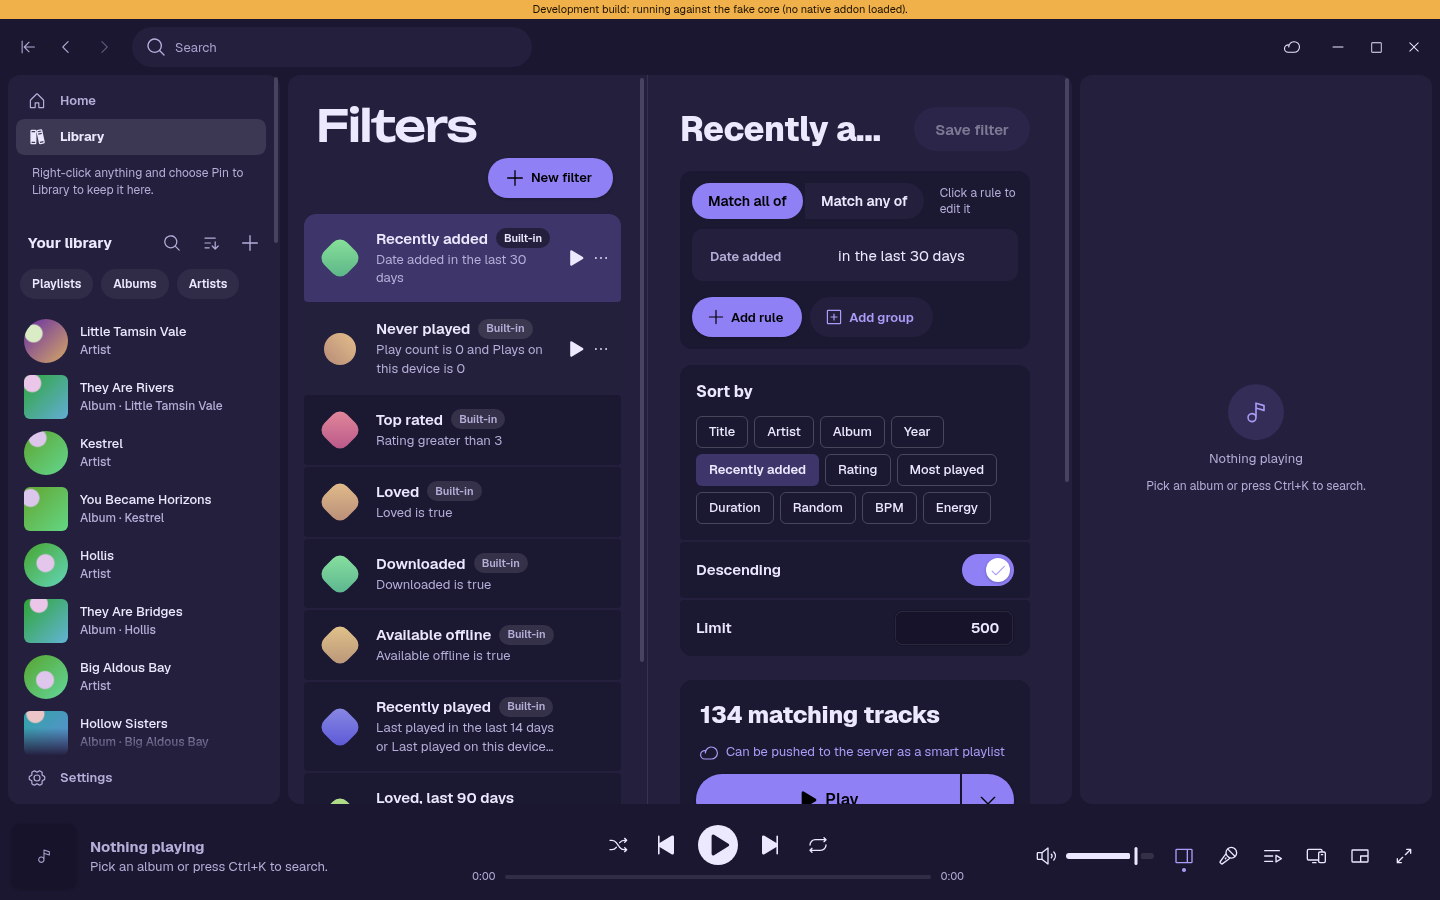 Development build: running against the fake core (no native addon loaded).
Search
Home
Library
Right-click anything and choose Pin to
Library to keep it here.
Your library
Playlists
Albums
Artists
Little Tamsin Vale
Artist
They Are Rivers
Album · Little Tamsin Vale
Kestrel
Artist
You Became Horizons
Album · Kestrel
Hollis
Artist
They Are Bridges
Album · Hollis
Big Aldous Bay
Artist
Hollow Sisters
Album · Big Aldous Bay
Settings
Filters
New filter
Recently added Built-in
Date added in the last 30
days
Never played Built-in
Play count is 0 and Plays on
this device is 0
Top rated Built-in
Rating greater than 3
Loved Built-in
Loved is true
Downloaded Built-in
Downloaded is true
Available offline Built-in
Available offline is true
Recently played Built-in
Last played in the last 14 days
or Last played on this device...
Loved, last 90 days
Recently a...
Save filter
Match all of
Match any of
Click a rule to
edit it
Date added
in the last 30 days
Add rule
Add group
Sort by
Title
Artist
Album
Year
Recently added
Rating
Most played
Duration
Random
BPM
Energy
Descending
Limit
500
134 matching tracks
Can be pushed to the server as a smart playlist
Play
Nothing playing
Pick an album or press Ctrl+K to search.
Nothing playing
Pick an album or press Ctrl+K to search.
0:00
0:00